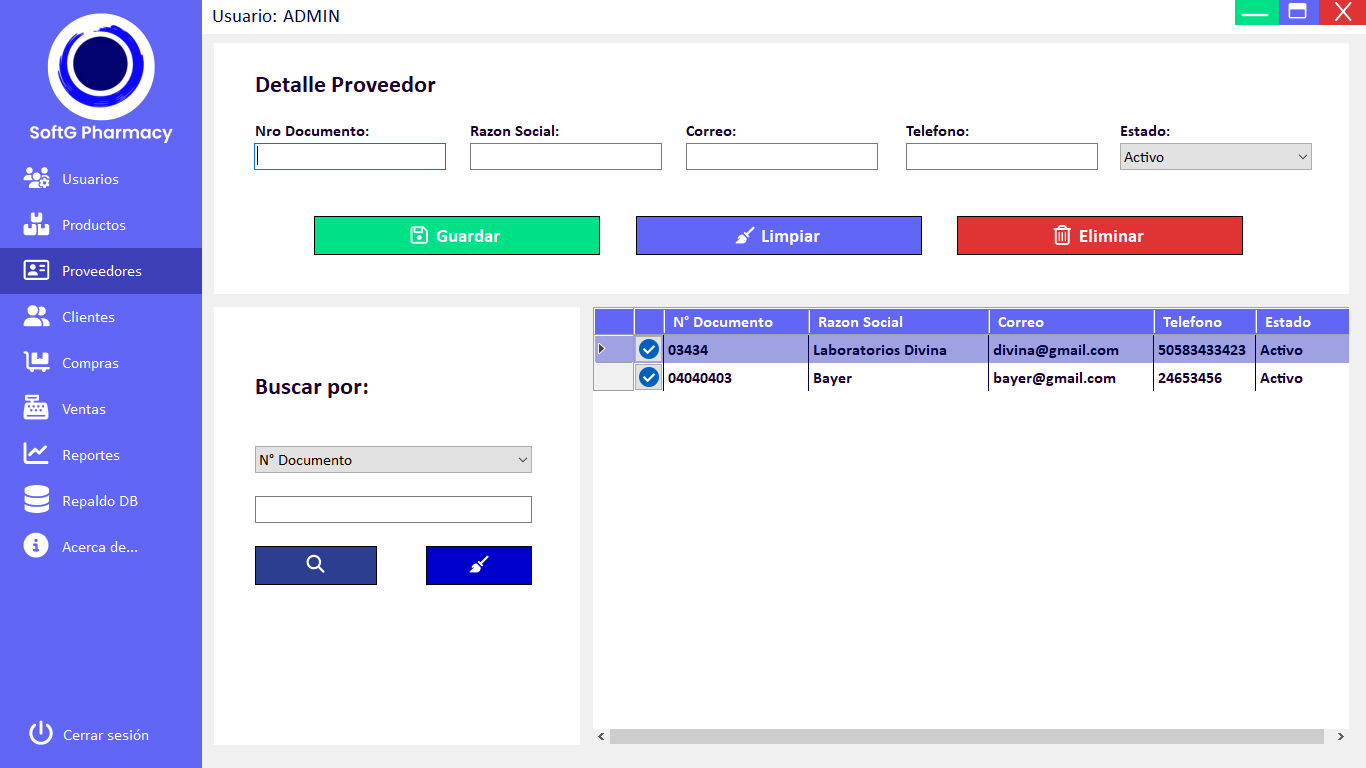 Usuario: ADMIN
SoftG Pharmacy
Usuarios
Productos
Proveedores
Clientes
Compras
Ventas
Reportes
Repaldo DB
Acerca de...
Cerrar sesión
Detalle Proveedor
Nro Documento: Razon Social: Correo: Telefono: Estado:
Activo
Guardar Limpiar Eliminar
Buscar por:
N° Documento
N° Documento Razon Social Correo Telefono Estado
03434 Laboratorios Divina divina@gmail.com 50583433423 Activo
04040403 Bayer bayer@gmail.com 24653456 Activo